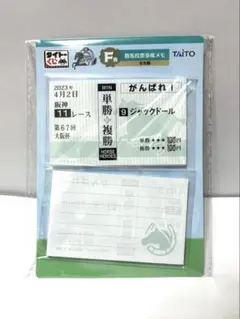 タイトーくじ
F賞
競馬投票券風メモ
TAITO
2023年
4月2日
阪神
11レース
第67回
大阪杯
WIN
単勝+複勝
HORSE HEROES
がんばれ!
9 ジャックドール
単勝 ★★★100円
複勝 ★★★100円